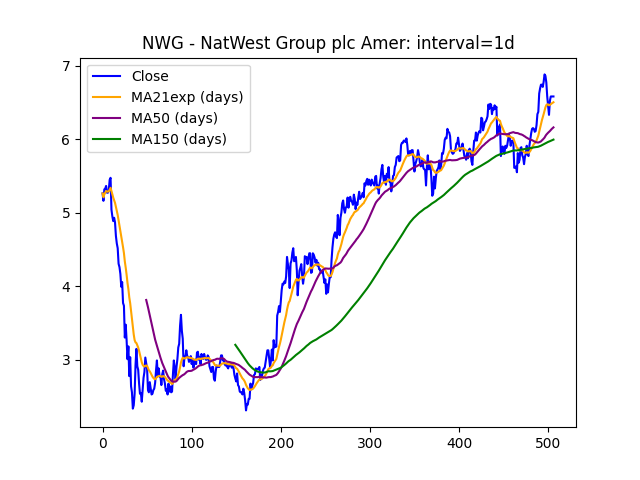 NWG - NatWest Group plc Amer: interval=1d
Close
MA21exp (days)
MA50 (days)
MA150 (days)
7
6
5
4
3
0 100 200 300 400 500